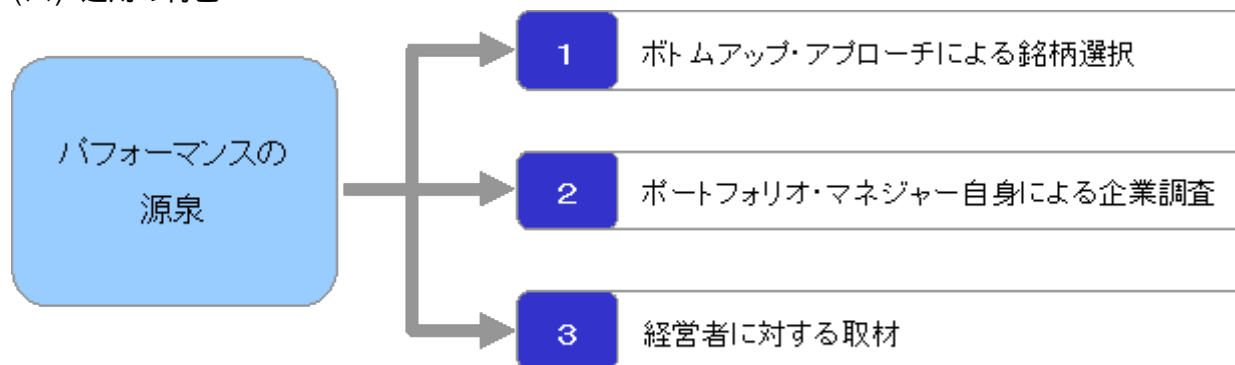 パフォーマンスの
源泉
1 ボトムアップ・アプローチによる銘柄選択
2 ポートフォリオ・マネジャー自身による企業調査
3 経営者に対する取材